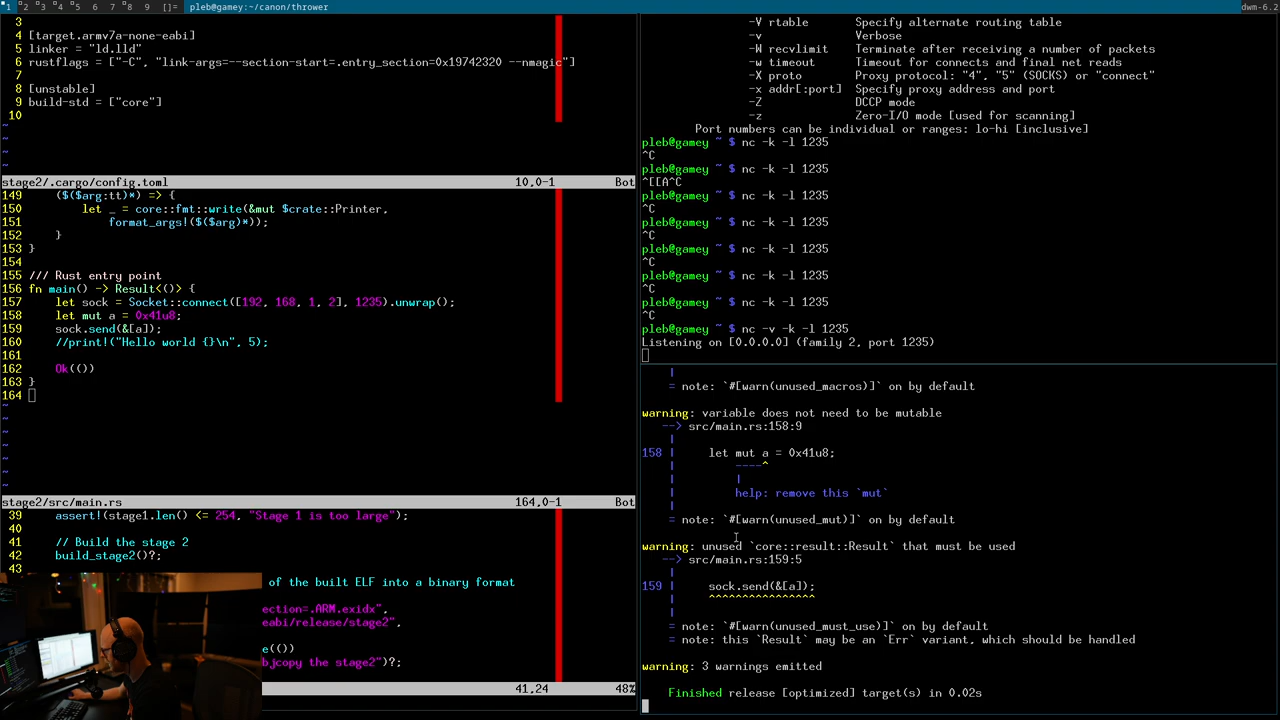 1 2 3 4 5 6 7 8 9 []= pleb@gamey:~/canon/thrower dwm-6.2
3
4 [target.armv7a-none-eabi]
5 linker = "ld.lld"
6 rustflags = ["-C", "link-args=--section-start=.entry_section=0x19742320 --nmagic"]
7
8 [unstable]
9 build-std = ["core"]
10
~
~
~
~
stage2/.cargo/config.toml 10,0-1 Bot
149 ($($arg:tt)*) => {
150 let _ = core::fmt::write(&mut $crate::Printer,
151 format_args!($($arg)*));
152 }
153 }
154
155 /// Rust entry point
156 fn main() -> Result<()> {
157 let sock = Socket::connect([192, 168, 1, 2], 1235).unwrap();
158 let mut a = 0x41u8;
159 sock.send(&[a]);
160 //print!("Hello world {}\n", 5);
161
162 Ok(())
163 }
164
~
~
~
~
~
~
~
stage2/src/main.rs 164,0-1 Bot
39 assert!(stage1.len() <= 254, "Stage 1 is too large");
40
41 // Build the stage 2
42 build_stage2()?;
43
of the built ELF into a binary format
ection=.ARM.exidx",
eabi/release/stage2",
e(())
bjcopy the stage2")?;
41,24 48%
-V rtable Specify alternate routing table
-v Verbose
-W recvlimit Terminate after receiving a number of packets
-w timeout Timeout for connects and final net reads
-X proto Proxy protocol: "4", "5" (SOCKS) or "connect"
-x addr[:port] Specify proxy address and port
-Z DCCP mode
-z Zero-I/O mode [used for scanning]
Port numbers can be individual or ranges: lo-hi [inclusive]
pleb@gamey ~ $ nc -k -l 1235
^C
pleb@gamey ~ $ nc -k -l 1235
^[[A^C
pleb@gamey ~ $ nc -k -l 1235
^C
pleb@gamey ~ $ nc -k -l 1235
^C
pleb@gamey ~ $ nc -k -l 1235
^C
pleb@gamey ~ $ nc -k -l 1235
^C
pleb@gamey ~ $ nc -k -l 1235
^C
pleb@gamey ~ $ nc -v -k -l 1235
Listening on [0.0.0.0] (family 2, port 1235)
|
= note: `#[warn(unused_macros)]` on by default
warning: variable does not need to be mutable
--> src/main.rs:158:9
|
158 | let mut a = 0x41u8;
| ----^
| |
| help: remove this `mut`
|
= note: `#[warn(unused_mut)]` on by default
warning: unused `core::result::Result` that must be used
--> src/main.rs:159:5
|
159 | sock.send(&[a]);
| ^^^^^^^^^^^^^^^^
|
= note: `#[warn(unused_must_use)]` on by default
= note: this `Result` may be an `Err` variant, which should be handled
warning: 3 warnings emitted
Finished release [optimized] target(s) in 0.02s